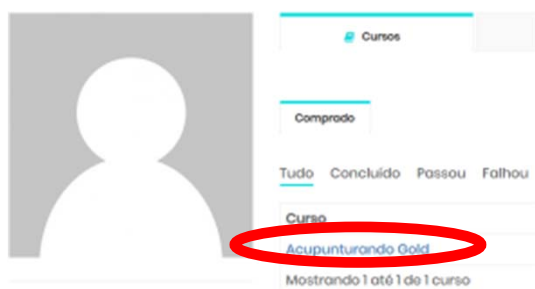 Cursos
Comprado
Tudo Concluído Passou Falhou
Curso
Acupunturando Gold
Mostrando 1 até 1 de 1 curso